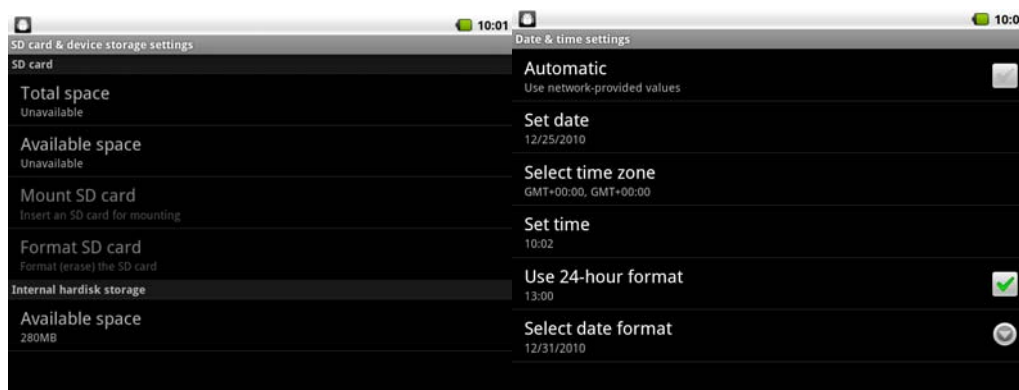 10:01
SD card & device storage settings
SD card
Total space
Unavailable
Available space
Unavailable
Mount SD card
Insert an SD card for mounting
Format SD card
Format (erase) the SD card
Internal hardisk storage
Available space
280MB
10:0
Date & time settings
Automatic
Use network-provided values
Set date
12/25/2010
Select time zone
GMT+00:00, GMT+00:00
Set time
10:02
Use 24-hour format
13:00
Select date format
12/31/2010